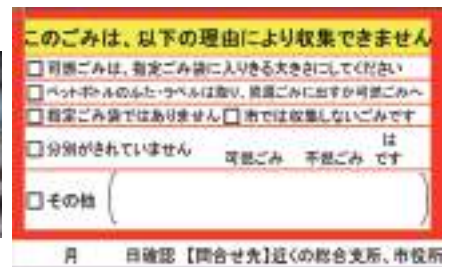 このごみは、以下の理由により収集できません
□可燃ごみは、指定ごみ袋に入りきる大きさにしてください
□ペットボトルのふた・ラベルは取り、資源ごみに出すか可燃ごみへ
□指定ごみ袋ではありません□市では収集しないごみです
□分別がされていません 可燃ごみ 不燃ごみ は です
□その他( )
月 日確認 【問合せ先】近くの総合支所、市役所